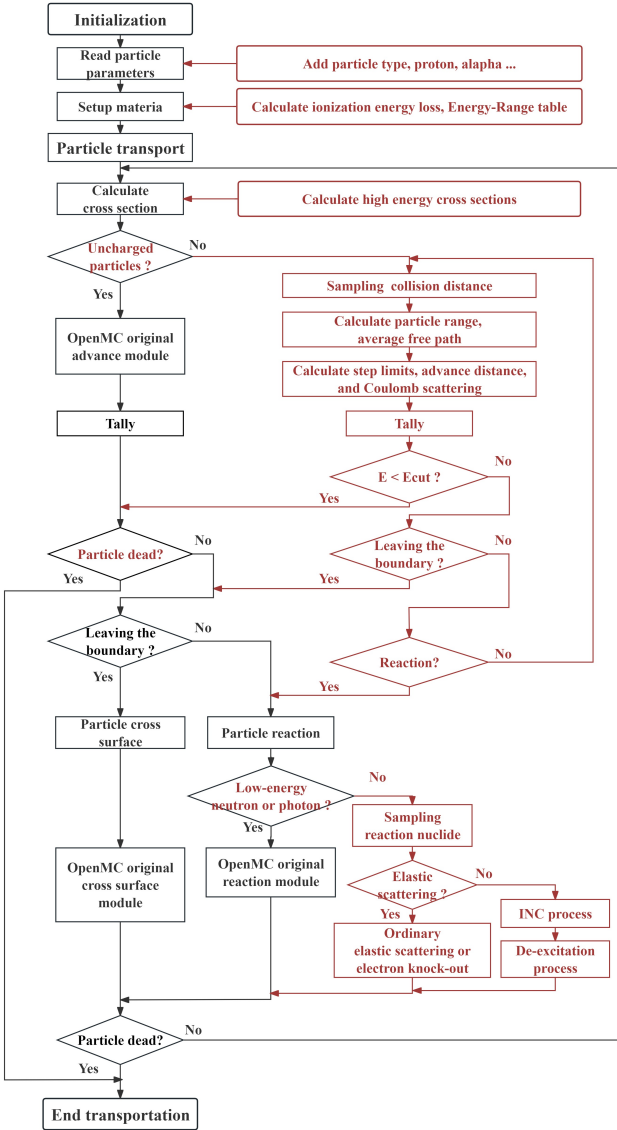 Initialization
Read particle
parameters
Add particle type, proton, alapha ...
Setup materia
Calculate ionization energy loss, Energy-Range table
Particle transport
Calculate
cross section
Calculate high energy cross sections
Uncharged
particles ?
No
Yes
Sampling collision distance
OpenMC original
advance module
Calculate particle range,
average free path
Calculate step limits, advance distance,
and Coulomb scattering
Tally
Tally
E < Ecut ?
No
Yes
Particle dead?
No
Yes
Leaving the
boundary ?
No
Yes
Leaving the
boundary ?
No
Yes
Reaction?
No
Yes
Particle cross
surface
Particle reaction
Low-energy
neutron or photon ?
No
Yes
Sampling
reaction nuclide
OpenMC original
cross surface
module
OpenMC original
reaction module
Elastic
scattering ?
No
Yes
INC process
Ordinary
elastic scattering or
electron knock-out
De-excitation
process
Particle dead?
No
Yes
End transportation